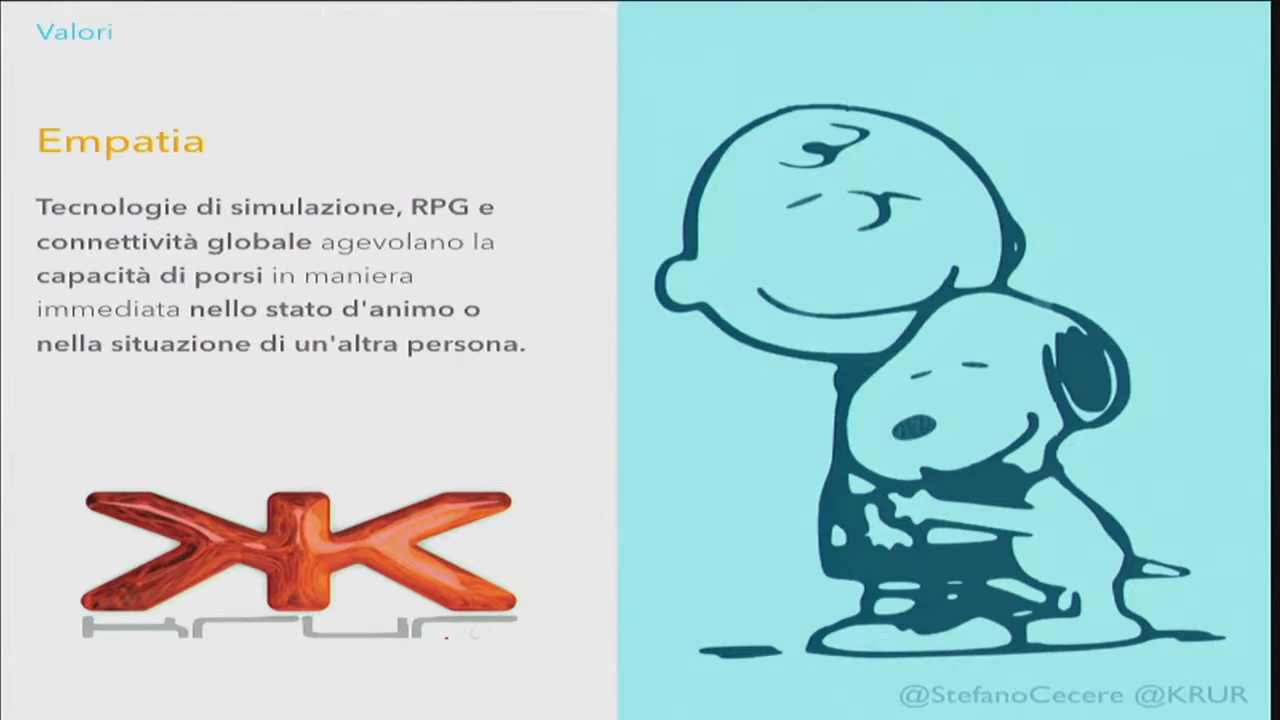 Valori
Empatia
Tecnologie di simulazione, RPG e
connettività globale agevolano la
capacità di porsi in maniera
immediata nello stato d'animo o
nella situazione di un'altra persona.
krur
@StefanoCecere @KRUR